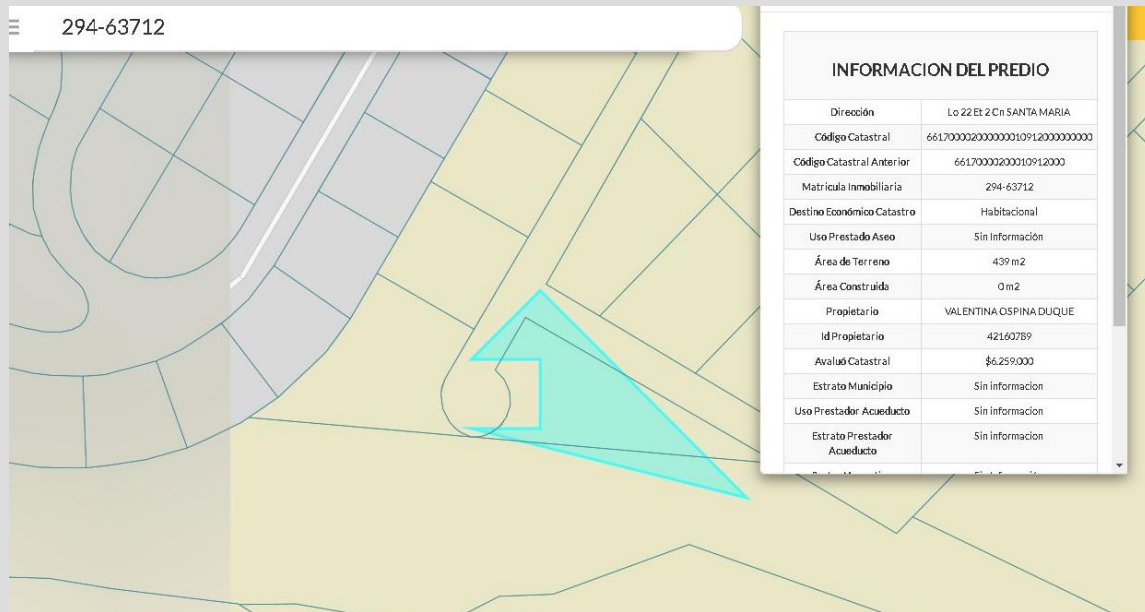 294-63712
INFORMACION DEL PREDIO
Dirección Lo 22 Et 2 Cn SANTA MARIA
Código Catastral 661700002000000010912000000000
Código Catastral Anterior 66170000200010912000
Matricula Inmobiliaria 294-63712
Destino Económico Catastro Habitacional
Uso Prestado Aseo Sin Información
Área de Terreno 439 m2
Área Construida 0 m2
Propietario VALENTINA OSPINA DUQUE
Id Propietario 42160789
Avaluó Catastral $6.259.000
Estrato Municipio Sin informacion
Uso Prestador Acueducto Sin informacion
Estrato Prestador Acueducto Sin informacion